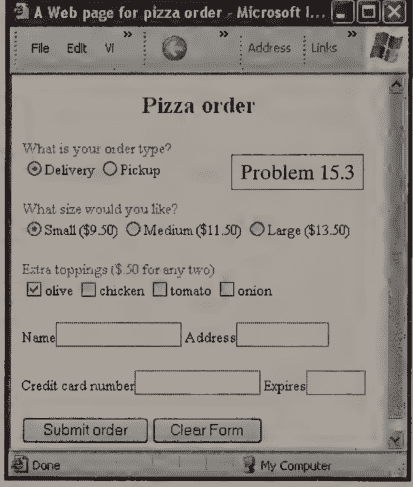 A Web page for pizza order - Microsoft I...
File Edit Vi » » Address Links »
Pizza order
What is your order type?
Delivery Pickup
Problem 15.3
What size would you like?
Small ($9.50) Medium ($11.50) Large ($13.50)
Extra toppings ($.50 for any two)
olive chicken tomato onion
Name Address
Credit card number Expires
Submit order Clear Form
Done My Computer